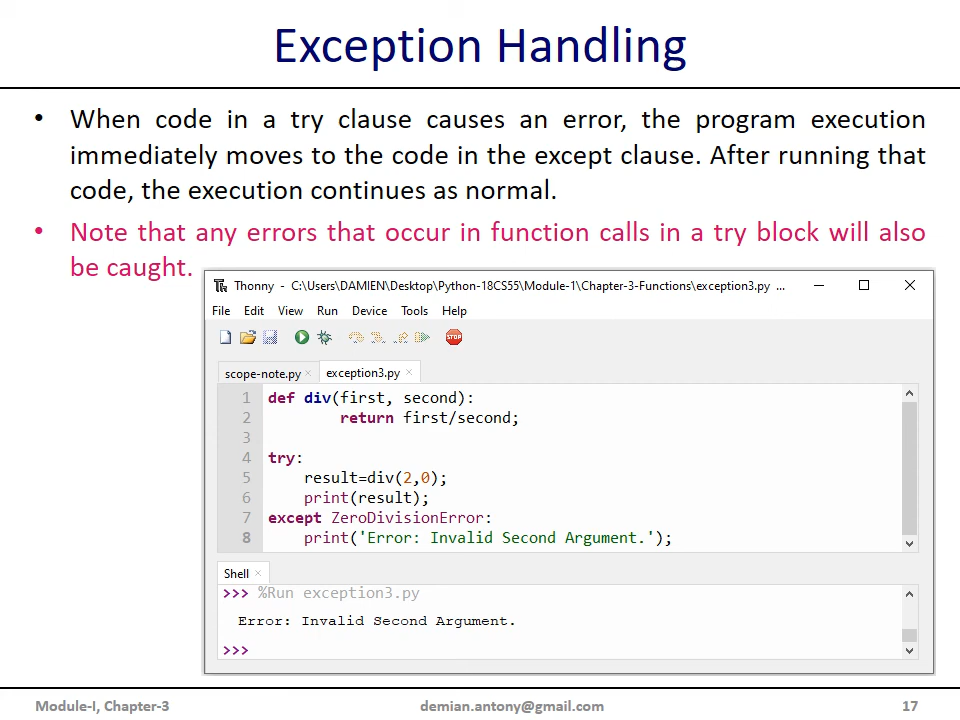 Exception Handling
• When code in a try clause causes an error, the program execution
immediately moves to the code in the except clause. After running that
code, the execution continues as normal.
• Note that any errors that occur in function calls in a try block will also
be caught.
Thonny - C:\Users\DAMIEN\Desktop\Python-18CS55\Module-1\Chapter-3-Functions\exception3.py ...
File Edit View Run Device Tools Help
STOP
scope-note.py × exception3.py ×
1 def div(first, second):
2         return first/second;
3
4 try:
5     result=div(2,0);
6     print(result);
7 except ZeroDivisionError:
8     print('Error: Invalid Second Argument.');
Shell ×
>>> %Run exception3.py
Error: Invalid Second Argument.
>>>
Module-I, Chapter-3 demian.antony@gmail.com 17